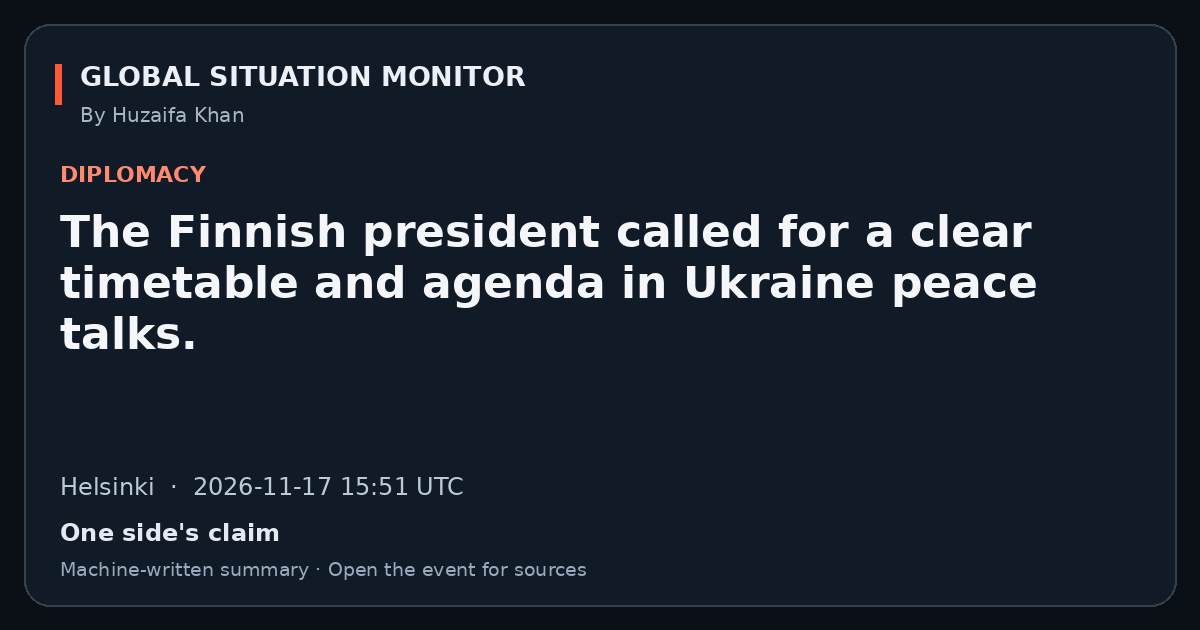 GLOBAL SITUATION MONITOR
By Huzaifa Khan
DIPLOMACY
The Finnish president called for a clear
timetable and agenda in Ukraine peace
talks.
Helsinki · 2026-11-17 15:51 UTC
One side's claim
Machine-written summary · Open the event for sources